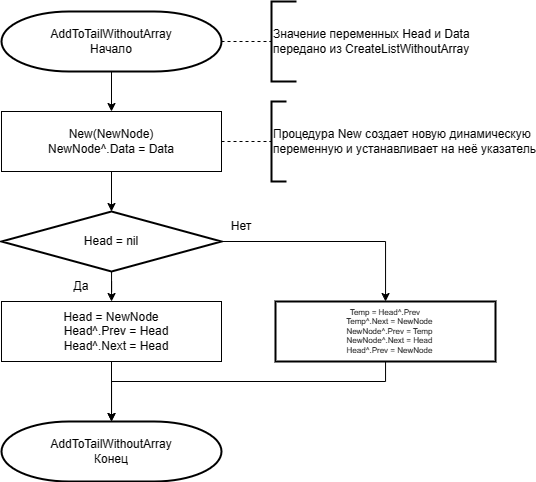 AddToTailWithoutArray
Начало
Значение переменных Head и Data
передано из CreateListWithoutArray
New(NewNode)
NewNode^.Data = Data
Процедура New создает новую динамическую
переменную и устанавливает на неё указатель
Head = nil
Нет
Да
Head = NewNode
Head^.Prev = Head
Head^.Next = Head
Temp = Head^.Prev
Temp^.Next = NewNode
NewNode^.Prev = Temp
NewNode^.Next = Head
Head^.Prev = NewNode
AddToTailWithoutArray
Конец